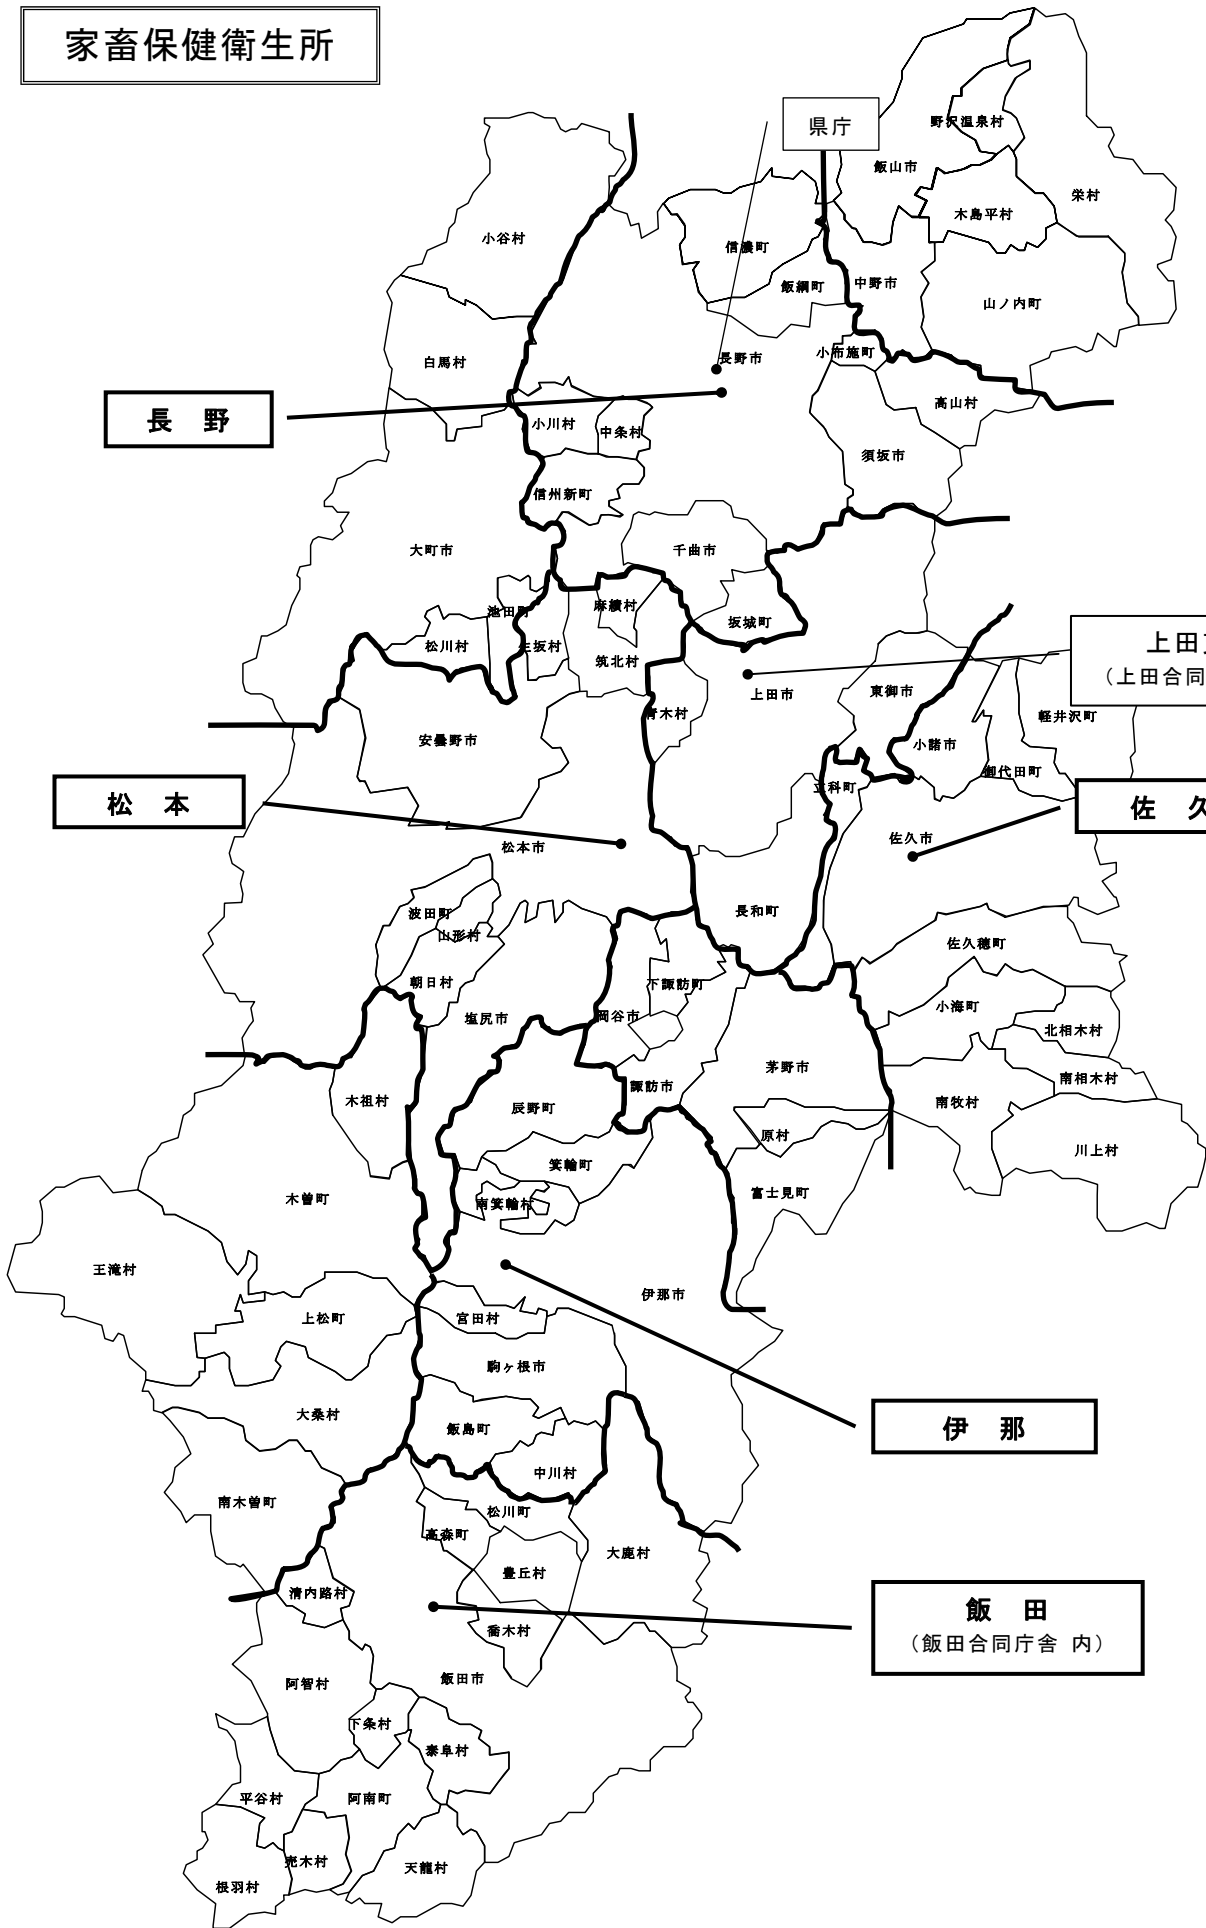 家畜保健衛生所
県庁
野沢温泉村
飯山市
栄村
木島平村
小谷村
信濃町
飯綱町
中野市
山ノ内町
白馬村
長野市
小布施町
長 野
高山村
小川村
中条村
須坂市
信州新町
大町市
千曲市
池田町
麻績村
坂城町
松川村
生坂村
筑北村
上田
(上田合同
上田市
東御市
青木村
軽井沢町
安曇野市
小諸市
御代田町
松 本
立科町
佐 久
佐久市
松本市
波田町
長和町
山形村
佐久穂町
朝日村
下諏訪町
小海町
塩尻市
岡谷市
北相木村
茅野市
南相木村
諏訪市
木祖村
辰野町
南牧村
原村
川上村
箕輪町
木曽町
富士見町
南箕輪村
王滝村
伊那市
上松町
宮田村
駒ヶ根市
大桑村
飯島町
伊 那
中川村
南木曽町
松川町
高森町
大鹿村
豊丘村
清内路村
飯 田
(飯田合同庁舎 内)
喬木村
飯田市
阿智村
下条村
泰阜村
平谷村
阿南町
売木村
天龍村
根羽村